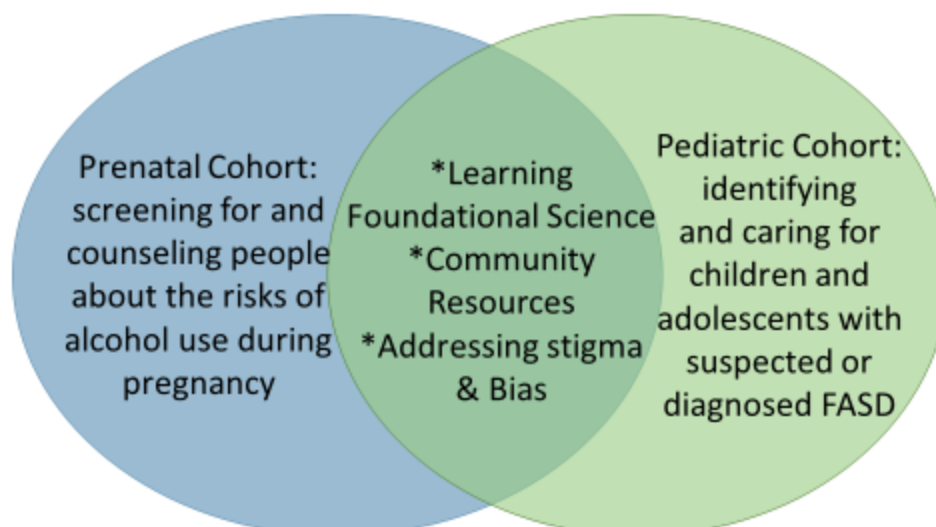 Prenatal Cohort:
screening for and
counseling people
about the risks of
alcohol use during
pregnancy
*Learning
Foundational Science
*Community
Resources
*Addressing stigma
& Bias
Pediatric Cohort:
identifying
and caring for
children and
adolescents with
suspected or
diagnosed FASD